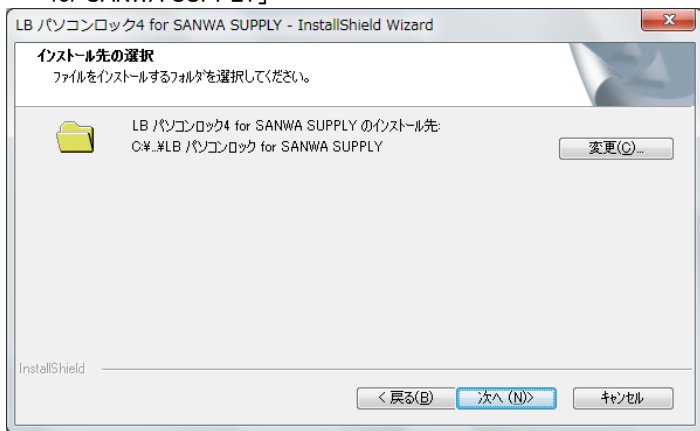 for SANWA SUPPLY」
LB パソコンロック4 for SANWA SUPPLY - InstallShield Wizard
インストール先の選択
ファイルをインストールするフォルダを選択してください。
LB パソコンロック4 for SANWA SUPPLY のインストール先:
C:¥...¥LB パソコンロック for SANWA SUPPLY
変更(C)...
InstallShield
< 戻る(B)
次へ (N)>
キャンセル